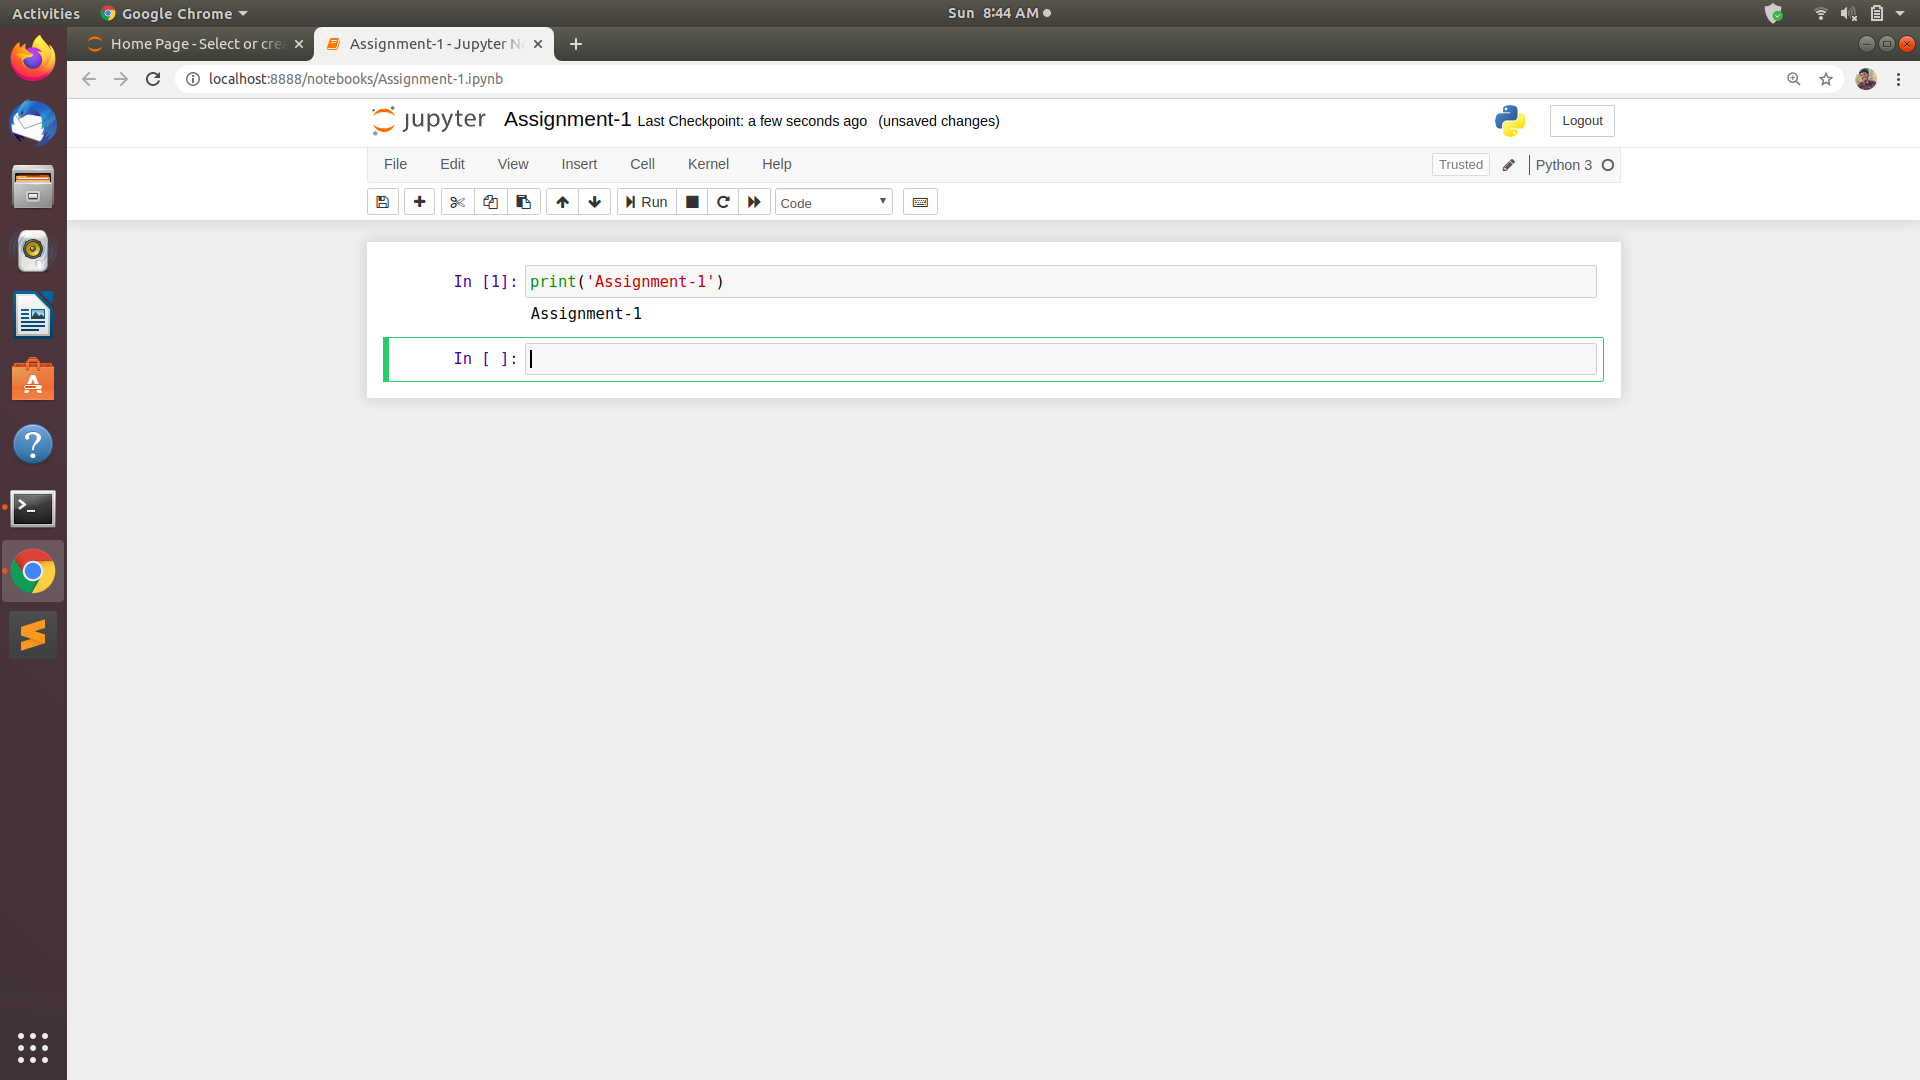 Activities Google Chrome Sun 8:44 AM
Home Page - Select or cre Assignment-1 - Jupyter N
localhost:8888/notebooks/Assignment-1.ipynb
jupyter Assignment-1 Last Checkpoint: a few seconds ago (unsaved changes) Logout
File Edit View Insert Cell Kernel Help Trusted Python 3
Run Code
In [1]: print('Assignment-1')
Assignment-1
In [ ]: